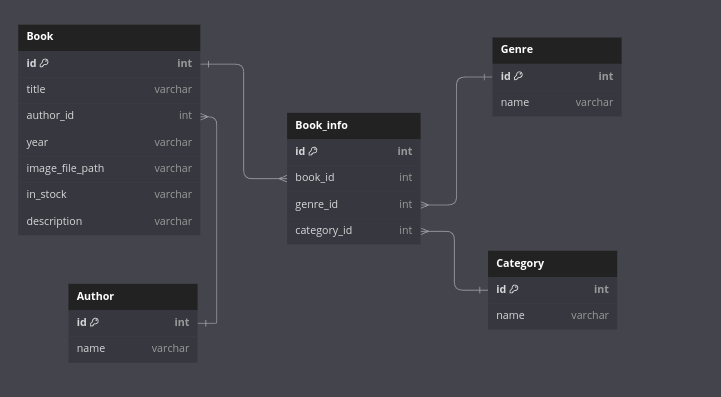 Book
id int
title varchar
author_id int
year varchar
image_file_path varchar
in_stock varchar
description varchar
Author
id int
name varchar
Book_info
id int
book_id int
genre_id int
category_id int
Genre
id int
name varchar
Category
id int
name varchar